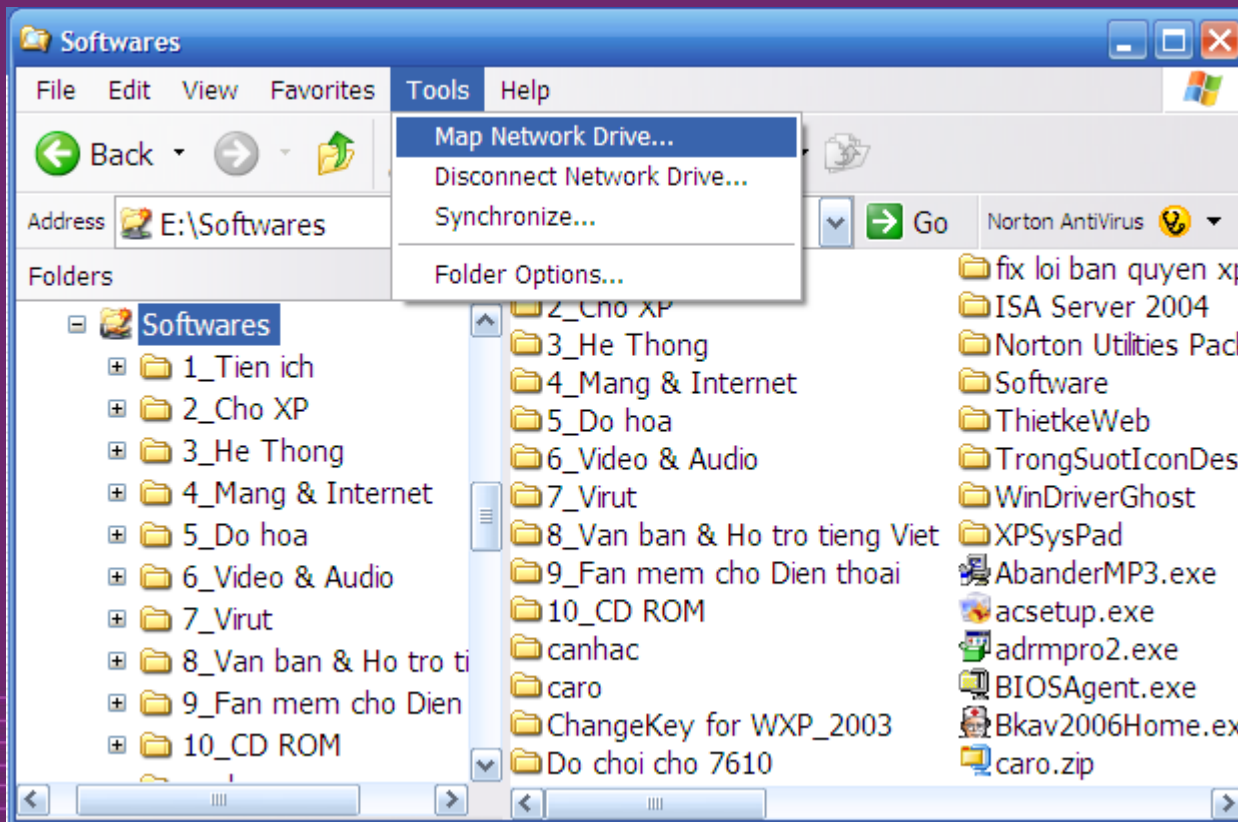 Softwares
File Edit View Favorites Tools Help
Map Network Drive...
Disconnect Network Drive...
Synchronize...
Folder Options...
Back
Address E:\Softwares Go Norton AntiVirus
Folders
Softwares
1_Tien ich
2_Cho XP
3_He Thong
4_Mang & Internet
5_Do hoa
6_Video & Audio
7_Virut
8_Van ban & Ho tro ti
9_Fan mem cho Dien
10_CD ROM
2_Cho XP
3_He Thong
4_Mang & Internet
5_Do hoa
6_Video & Audio
7_Virut
8_Van ban & Ho tro tieng Viet
9_Fan mem cho Dien thoai
10_CD ROM
canhac
caro
ChangeKey for WXP_2003
Do choi cho 7610
fix loi ban quyen xp
ISA Server 2004
Norton Utilities Pack
Software
ThietkeWeb
TrongSuotIconDes
WinDriverGhost
XPSysPad
AbanderMP3.exe
acsetup.exe
adrmpro2.exe
BIOSAgent.exe
Bkav2006Home.ex
caro.zip